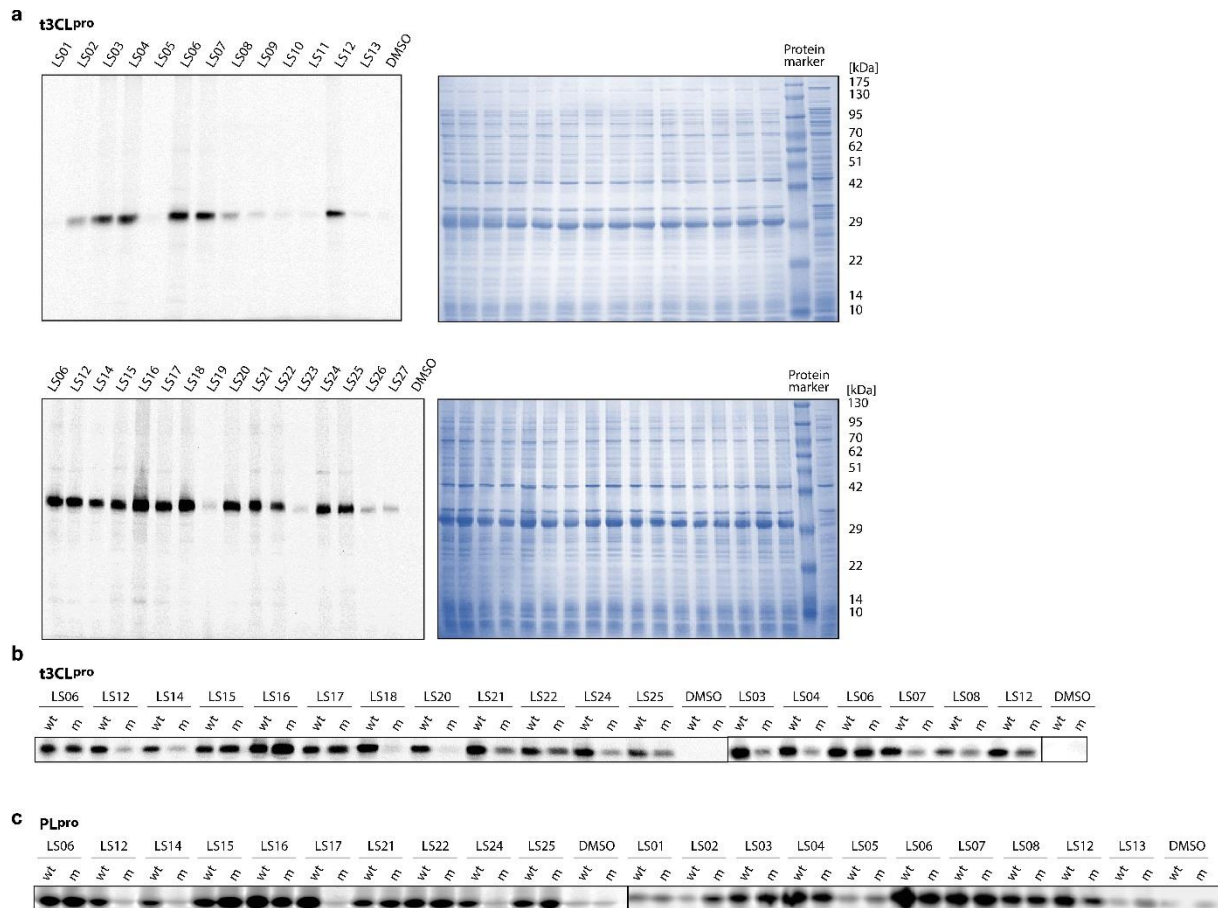 a
t3CLpro
LS01 LS02 LS03 LS04 LS05 LS06 LS07 LS08 LS09 LS10 LS11 LS12 LS13 DMSO
Protein marker [kDa]
175
130
95
70
62
51
42
29
22
14
10
LS06 LS12 LS14 LS15 LS16 LS17 LS18 LS19 LS20 LS21 LS22 LS23 LS24 LS25 LS26 LS27 DMSO
Protein marker [kDa]
130
95
70
62
51
42
29
22
14
10
b
t3CLpro
LS06 LS12 LS14 LS15 LS16 LS17 LS18 LS20 LS21 LS22 LS24 LS25 DMSO LS03 LS04 LS06 LS07 LS08 LS12 DMSO
wt m wt m wt m wt m wt m wt m wt m wt m wt m wt m wt m wt m wt m wt m wt m wt m wt m wt m wt m wt m
c
PLpro
LS06 LS12 LS14 LS15 LS16 LS17 LS21 LS22 LS24 LS25 DMSO LS01 LS02 LS03 LS04 LS05 LS06 LS07 LS08 LS12 LS13 DMSO
wt m wt m wt m wt m wt m wt m wt m wt m wt m wt m wt m wt m wt m wt m wt m wt m wt m wt m wt m wt m wt m wt m